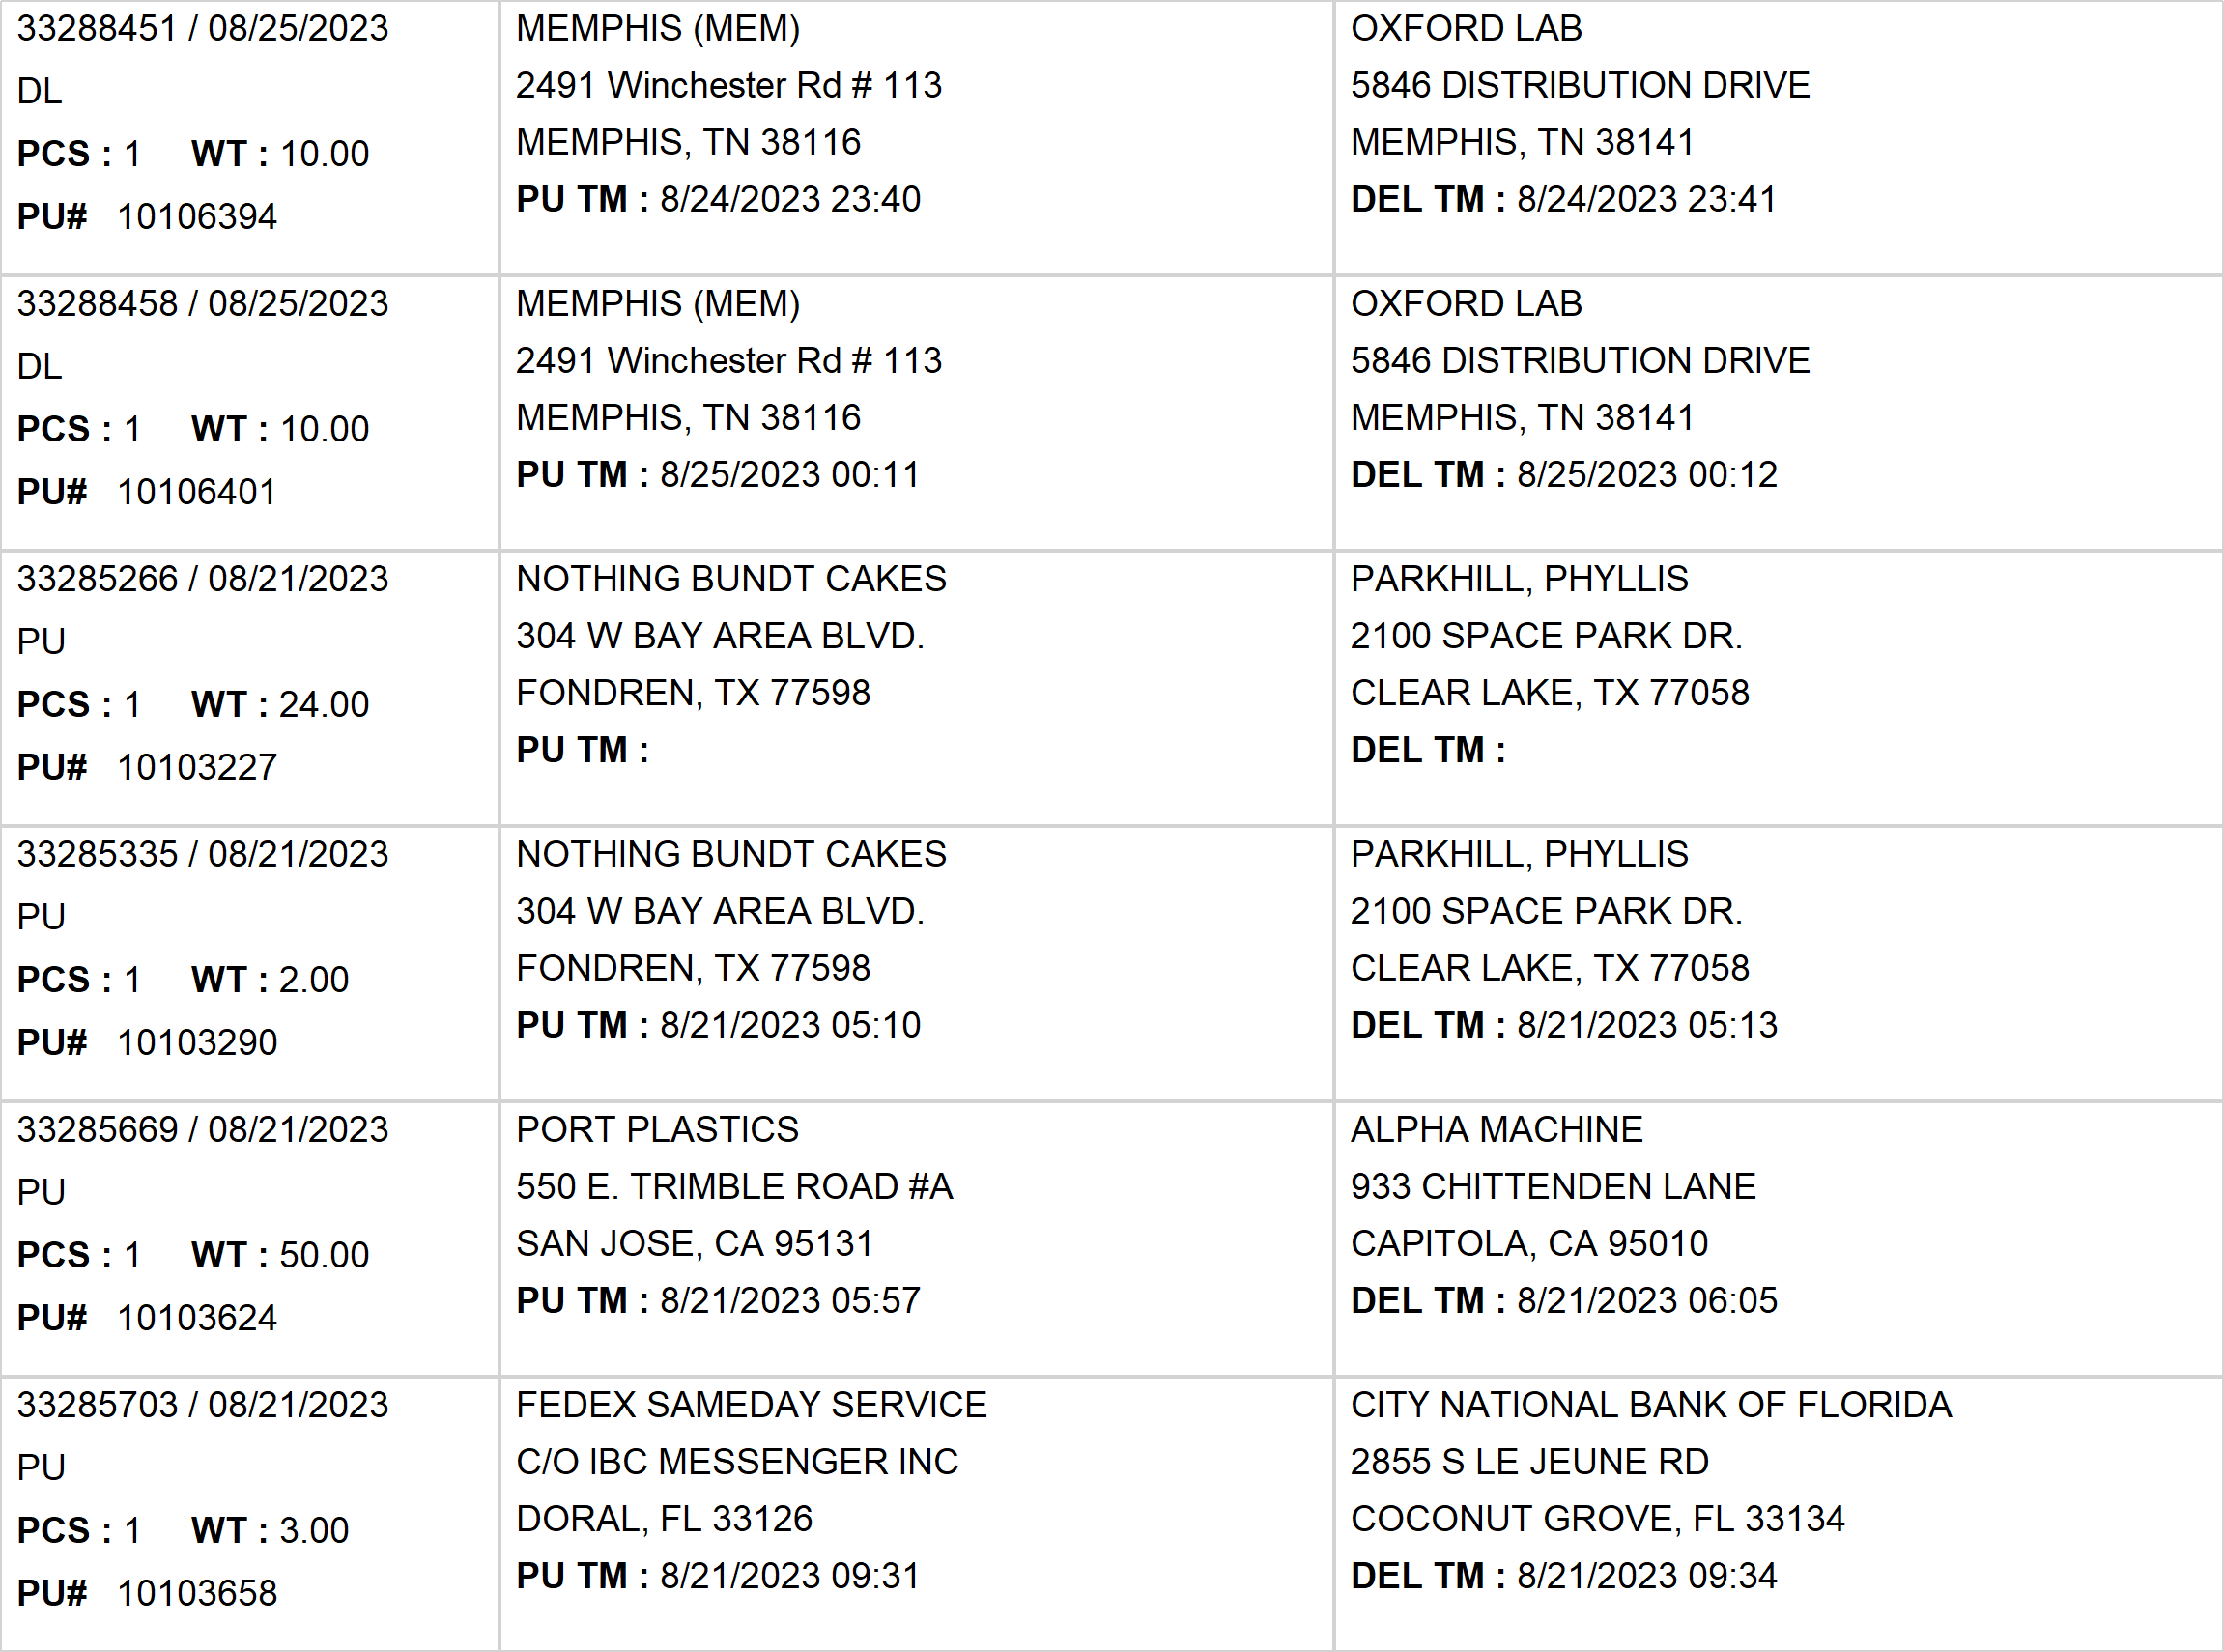 33288451 / 08/25/2023
DL
PCS : 1 WT : 10.00
PU# 10106394
MEMPHIS (MEM)
2491 Winchester Rd # 113
MEMPHIS, TN 38116
PU TM : 8/24/2023 23:40
OXFORD LAB
5846 DISTRIBUTION DRIVE
MEMPHIS, TN 38141
DEL TM : 8/24/2023 23:41
33288458 / 08/25/2023
DL
PCS : 1 WT : 10.00
PU# 10106401
MEMPHIS (MEM)
2491 Winchester Rd # 113
MEMPHIS, TN 38116
PU TM : 8/25/2023 00:11
OXFORD LAB
5846 DISTRIBUTION DRIVE
MEMPHIS, TN 38141
DEL TM : 8/25/2023 00:12
33285266 / 08/21/2023
PU
PCS : 1 WT : 24.00
PU# 10103227
NOTHING BUNDT CAKES
304 W BAY AREA BLVD.
FONDREN, TX 77598
PU TM :
PARKHILL, PHYLLIS
2100 SPACE PARK DR.
CLEAR LAKE, TX 77058
DEL TM :
33285335 / 08/21/2023
PU
PCS : 1 WT : 2.00
PU# 10103290
NOTHING BUNDT CAKES
304 W BAY AREA BLVD.
FONDREN, TX 77598
PU TM : 8/21/2023 05:10
PARKHILL, PHYLLIS
2100 SPACE PARK DR.
CLEAR LAKE, TX 77058
DEL TM : 8/21/2023 05:13
33285669 / 08/21/2023
PU
PCS : 1 WT : 50.00
PU# 10103624
PORT PLASTICS
550 E. TRIMBLE ROAD #A
SAN JOSE, CA 95131
PU TM : 8/21/2023 05:57
ALPHA MACHINE
933 CHITTENDEN LANE
CAPITOLA, CA 95010
DEL TM : 8/21/2023 06:05
33285703 / 08/21/2023
PU
PCS : 1 WT : 3.00
PU# 10103658
FEDEX SAMEDAY SERVICE
C/O IBC MESSENGER INC
DORAL, FL 33126
PU TM : 8/21/2023 09:31
CITY NATIONAL BANK OF FLORIDA
2855 S LE JEUNE RD
COCONUT GROVE, FL 33134
DEL TM : 8/21/2023 09:34